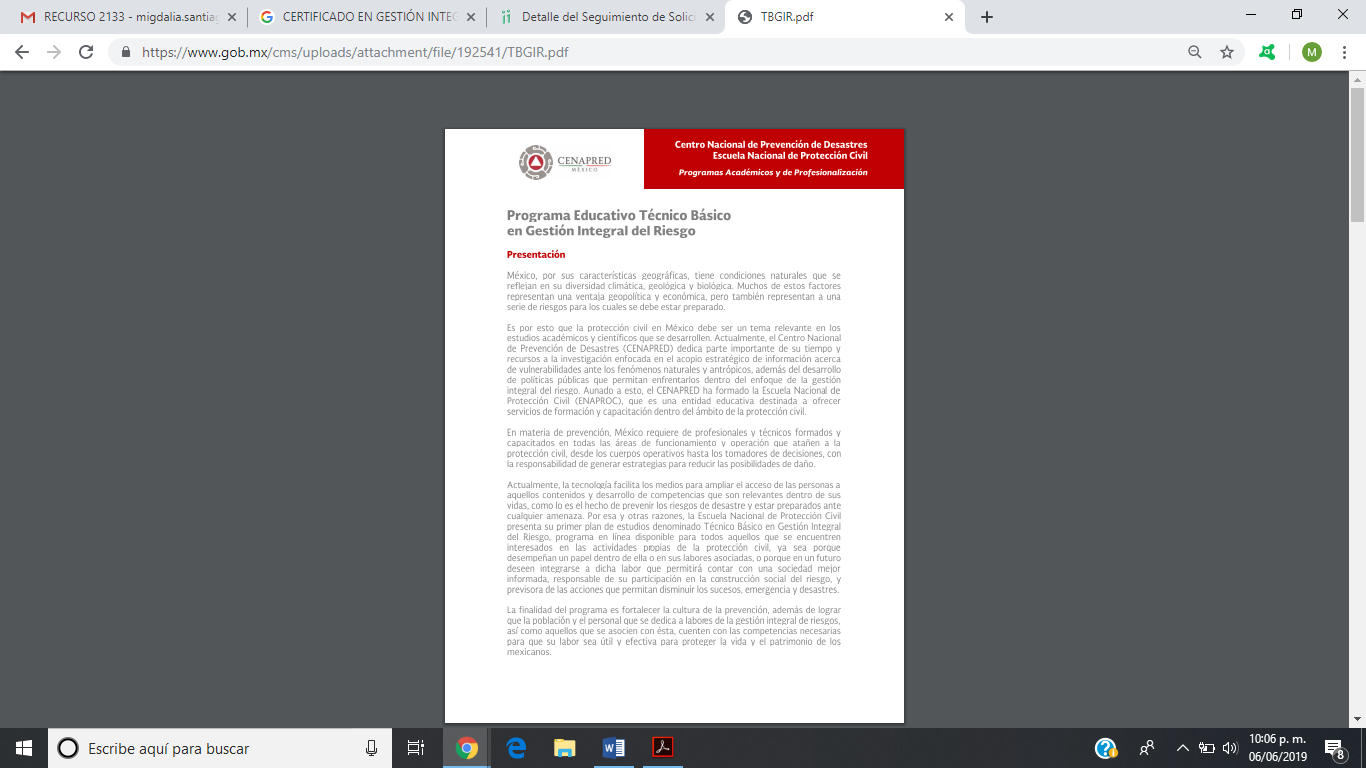 RECURSO 2133 - migdalia.santia
CERTIFICADO EN GESTIÓN INTEG
Detalle del Seguimiento de Solici
TBGIR.pdf
https://www.gob.mx/cms/uploads/attachment/file/192541/TBGIR.pdf
M
CENAPRED
MÉXICO
Centro Nacional de Prevención de Desastres
Escuela Nacional de Protección Civil
Programas Académicos y de Profesionalización
Programa Educativo Técnico Básico
en Gestión Integral del Riesgo
Presentación
México, por sus características geográficas, tiene condiciones naturales que se
reflejan en su diversidad climática, geológica y biológica. Muchos de estos factores
representan una ventaja geopolítica y económica, pero también representan a una
serie de riesgos para los cuales se debe estar preparado.
Es por esto que la protección civil en México debe ser un tema relevante en los
estudios académicos y científicos que se desarrollen. Actualmente, el Centro Nacional
de Prevención de Desastres (CENAPRED) dedica parte importante de su tiempo y
recursos a la investigación enfocada en el acopio estratégico de información acerca
de vulnerabilidades ante los fenómenos naturales y antrópicos, además del desarrollo
de políticas públicas que permitan enfrentarlos dentro del enfoque de la gestión
integral del riesgo. Aunado a esto, el CENAPRED ha formado la Escuela Nacional de
Protección Civil (ENAPROC), que es una entidad educativa destinada a ofrecer
servicios de formación y capacitación dentro del ámbito de la protección civil.
En materia de prevención, México requiere de profesionales y técnicos formados y
capacitados en todas las áreas de funcionamiento y operación que atañen a la
protección civil, desde los cuerpos operativos hasta los tomadores de decisiones, con
la responsabilidad de generar estrategias para reducir las posibilidades de daño.
Actualmente, la tecnología facilita los medios para ampliar el acceso de las personas a
aquellos contenidos y desarrollo de competencias que son relevantes dentro de sus
vidas, como lo es el hecho de prevenir los riesgos de desastre y estar preparados ante
cualquier amenaza. Por esa y otras razones, la Escuela Nacional de Protección Civil
presenta su primer plan de estudios denominado Técnico Básico en Gestión Integral
del Riesgo, programa en línea disponible para todos aquellos que se encuentren
interesados en las actividades propias de la protección civil, ya sea porque
desempeñan un papel dentro de ella o en sus labores asociadas, o porque en un futuro
deseen integrarse a dicha labor que permitirá contar con una sociedad mejor
informada, responsable de su participación en la construcción social del riesgo, y
previsora de las acciones que permitan disminuir los sucesos, emergencia y desastres.
La finalidad del programa es fortalecer la cultura de la prevención, además de lograr
que la población y el personal que se dedica a labores de la gestión integral de riesgos,
así como aquellos que se asocien con ésta, cuenten con las competencias necesarias
para que su labor sea útil y efectiva para proteger la vida y el patrimonio de los
mexicanos.
Escribe aquí para buscar
10:06 p. m.
06/06/2019
8